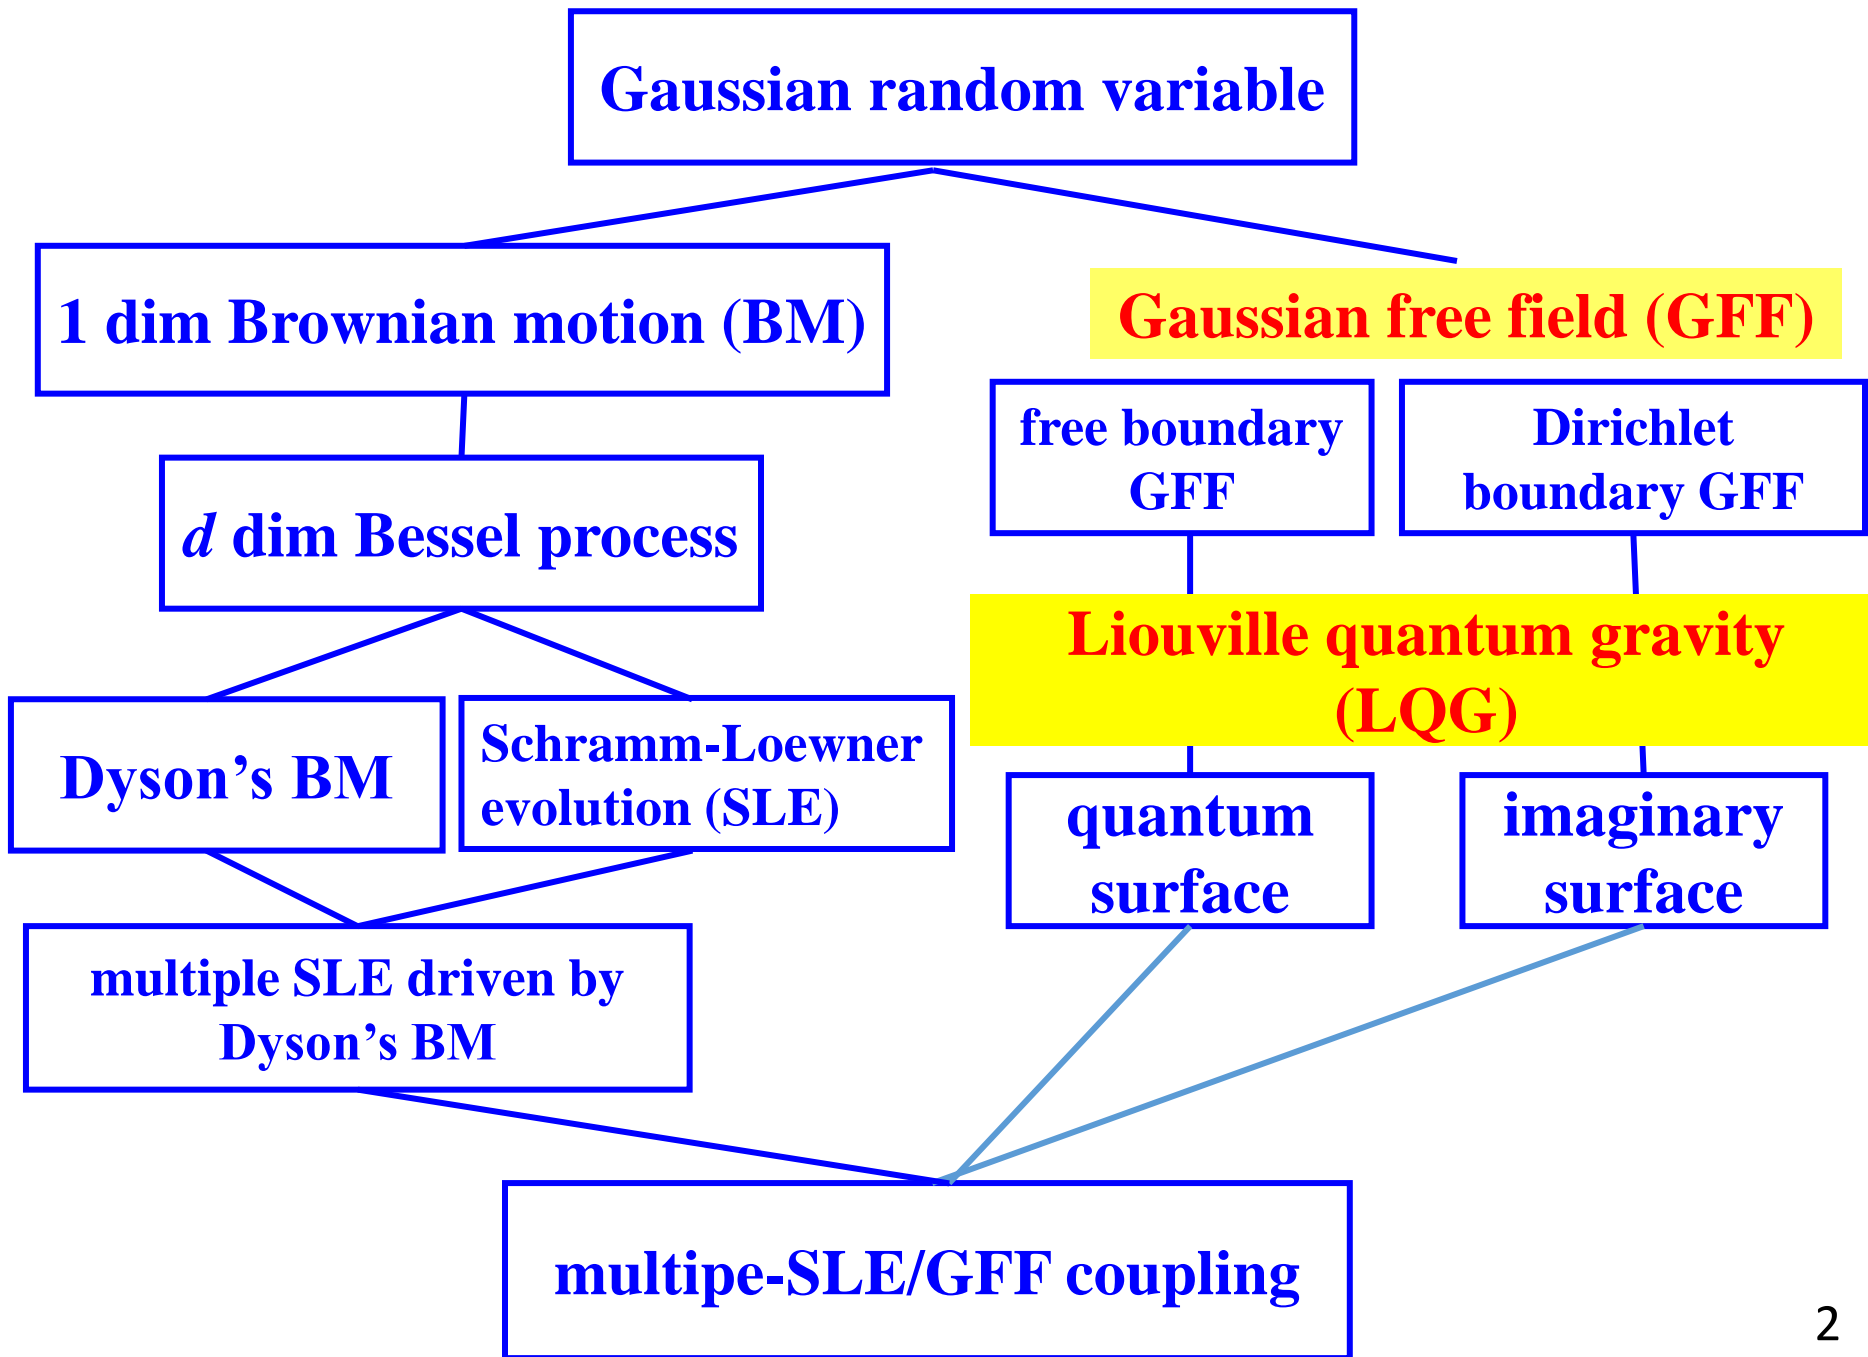 Gaussian random variable
1 dim Brownian motion (BM)
Gaussian free field (GFF)
free boundary
GFF
Dirichlet
boundary GFF
d dim Bessel process
Liouville quantum gravity
(LQG)
Dyson’s BM
Schramm-Loewner
evolution (SLE)
quantum
surface
imaginary
surface
multiple SLE driven by
Dyson’s BM
multipe-SLE/GFF coupling
2